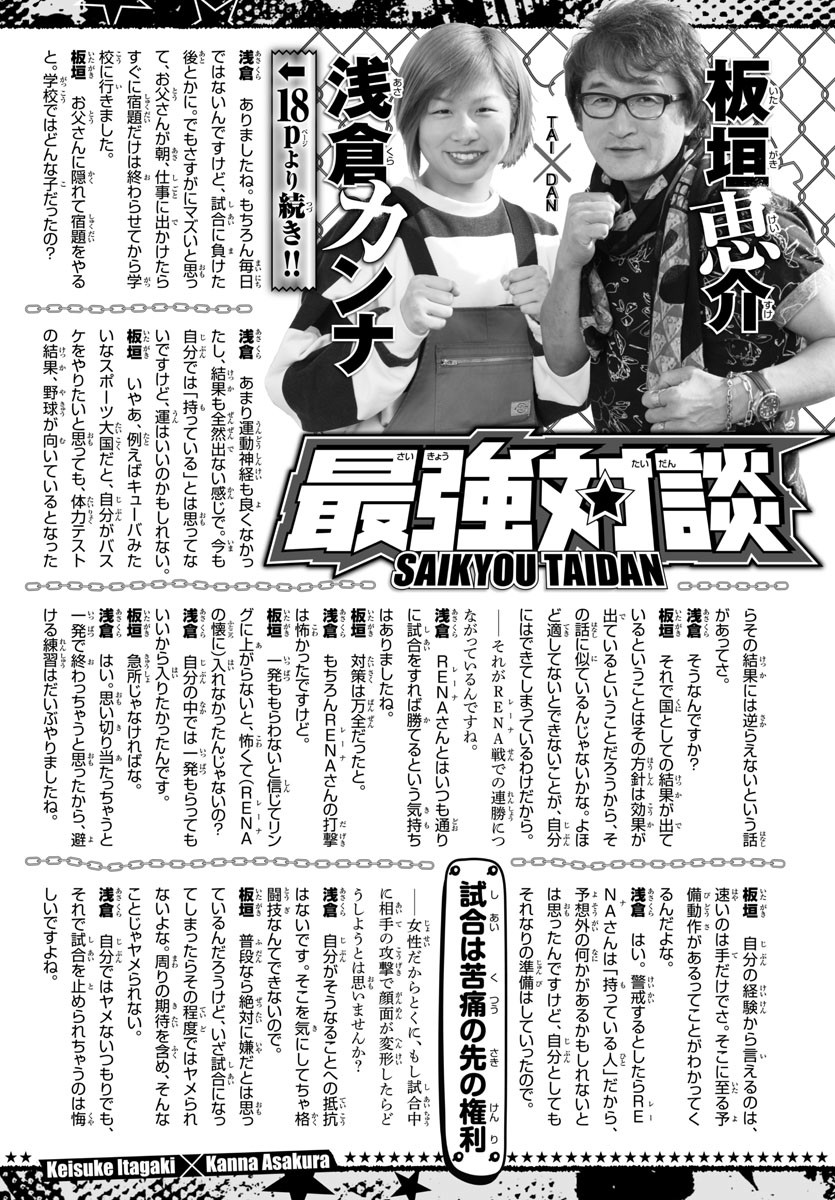 板垣恵介
TAI DAN
浅倉カンナ
←18pより続き!!
最強対談
SAIKYOU TAIDAN
浅倉　ありましたね。もちろん毎日
ではないんですけど、試合に負けた
後とかに。でもさすがにマズいと思っ
て、お父さんが朝、仕事に出かけたら
すぐに宿題だけは終わらせてから学
校に行きました。
板垣　お父さんに隠れて宿題をやる
と。学校ではどんな子だったの？
浅倉　あまり運動神経も良くなかっ
たし、結果も全然出ない感じで。今も
自分では「持っている」とは思ってな
いですけど、運はいいのかもしれない。
板垣　いやあ、例えばキューバみた
いなスポーツ大国だと、自分がバス
ケをやりたいと思っても、体力テスト
の結果、野球が向いているとなった
らその結果には逆らえないという話
があってさ。
浅倉　そうなんですか？
板垣　それで国としての結果が出て
いるということはその方針は効果が
出ているということだろうから、そ
の話に似ているんじゃないかな。よほ
ど適してないとできないことが、自分
にはできてしまっているわけだから。
――それがRENA戦での連勝につ
ながっているんですね。
浅倉　RENAさんとはいつも通り
に試合をすれば勝てるという気持ち
はありましたね。
板垣　対策は万全だったと。
浅倉　もちろんRENAさんの打撃
は怖かったですけど。
板垣　一発ももらわないと信じてリン
グに上がらないと、怖くて（RENA
の懐に）入れなかったんじゃないの？
浅倉　自分の中では一発もらっても
いいから入りたかったんです。
板垣　急所じゃなければな。
浅倉　はい。思い切り当たっちゃうと
一発で終わっちゃうと思ったから、避
ける練習はだいぶやりましたね。
板垣　自分の経験から言えるのは、
速いのは手だけでさ。そこに至る予
備動作があるってことがわかってく
るんだよな。
浅倉　はい。警戒するとしたらRE
NAさんは「持っている人」だから、
予想外の何かがあるかもしれないと
は思ったんですけど、自分としても
それなりの準備はしていったので。
試合は苦痛の先の権利
――女性だからとくに、もし試合中
に相手の攻撃で顔面が変形したらど
うしようとは思いませんか？
浅倉　自分がそうなることへの抵抗
はないです。そこを気にしてちゃ格
闘技なんてできないので。
板垣　普段なら絶対に嫌だとは思っ
ているんだろうけど、いざ試合になっ
てしまったらその程度ではヤメられ
ないよな。周りの期待を含め、そんな
ことじゃヤメられない。
浅倉　自分ではヤメないつもりでも、
それで試合を止められちゃうのは悔
しいですよね。
Keisuke Itagaki × Kanna Asakura